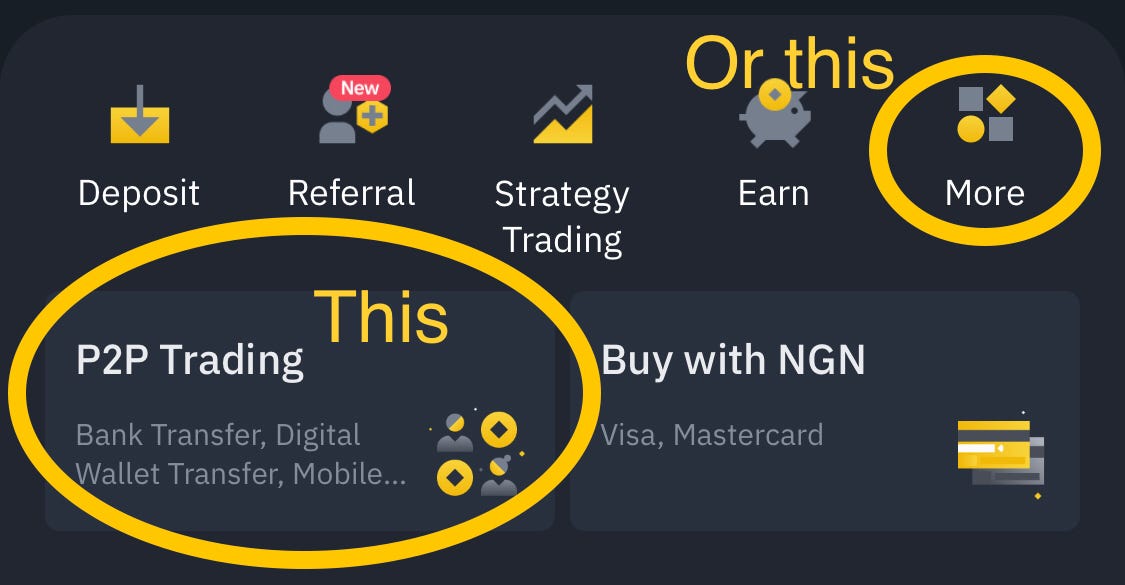 Or this
New
Deposit
Referral
Strategy
Trading
Earn
More
This
P2P Trading
Bank Transfer, Digital
Wallet Transfer, Mobile...
Buy with NGN
Visa, Mastercard